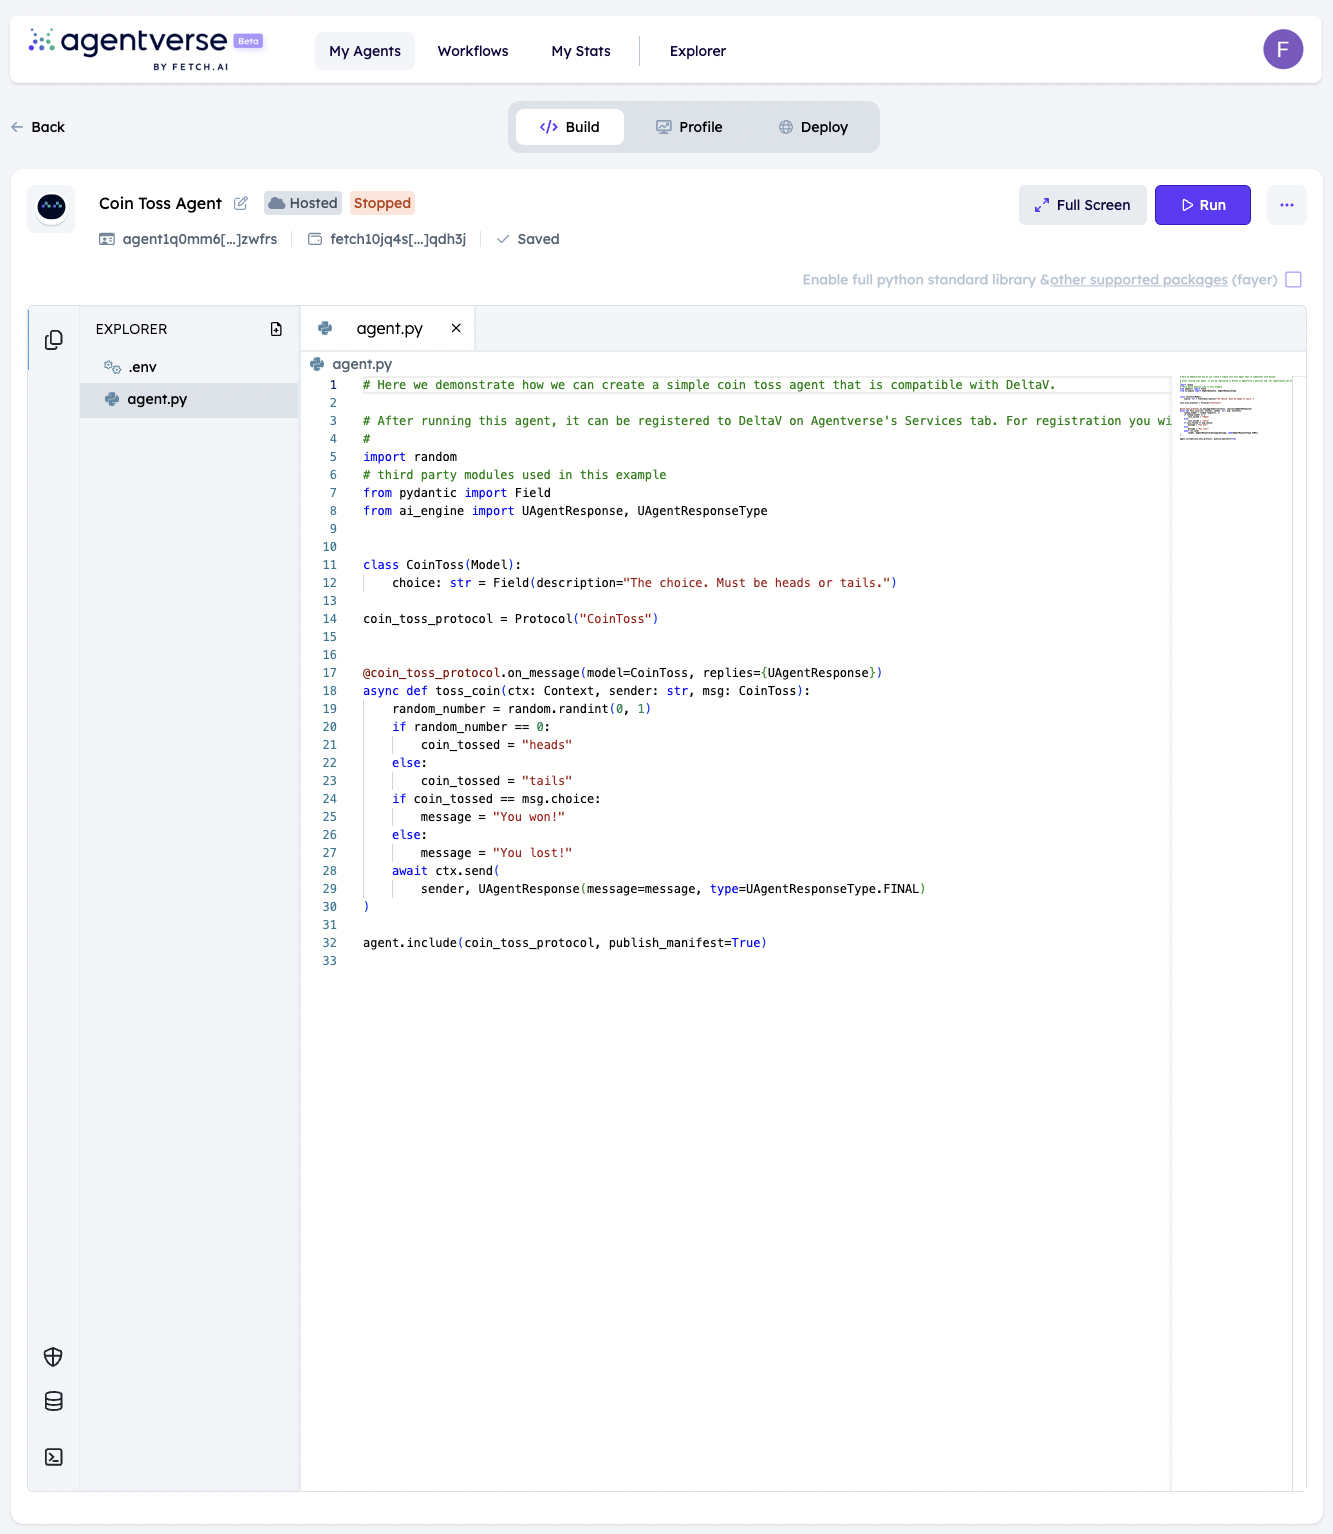 agentverse Beta
BY FETCH.AI
My Agents Workflows My Stats Explorer
F
Back
Build Profile Deploy
Coin Toss Agent Hosted Stopped
Full Screen Run
agent1q0mm6[...]zwfrs fetch10jq4s[...]qdh3j Saved
Enable full python standard library &other supported packages (fayer)
EXPLORER
.env
agent.py
agent.py
agent.py
1 # Here we demonstrate how we can create a simple coin toss agent that is compatible with DeltaV.
2
3 # After running this agent, it can be registered to DeltaV on Agentverse's Services tab. For registration you wi
4 #
5 import random
6 # third party modules used in this example
7 from pydantic import Field
8 from ai_engine import UAgentResponse, UAgentResponseType
9
10
11 class CoinToss(Model):
12     choice: str = Field(description="The choice. Must be heads or tails.")
13
14 coin_toss_protocol = Protocol("CoinToss")
15
16
17 @coin_toss_protocol.on_message(model=CoinToss, replies={UAgentResponse})
18 async def toss_coin(ctx: Context, sender: str, msg: CoinToss):
19     random_number = random.randint(0, 1)
20     if random_number == 0:
21         coin_tossed = "heads"
22     else:
23         coin_tossed = "tails"
24     if coin_tossed == msg.choice:
25         message = "You won!"
26     else:
27         message = "You lost!"
28     await ctx.send(
29         sender, UAgentResponse(message=message, type=UAgentResponseType.FINAL)
30 )
31
32 agent.include(coin_toss_protocol, publish_manifest=True)
33